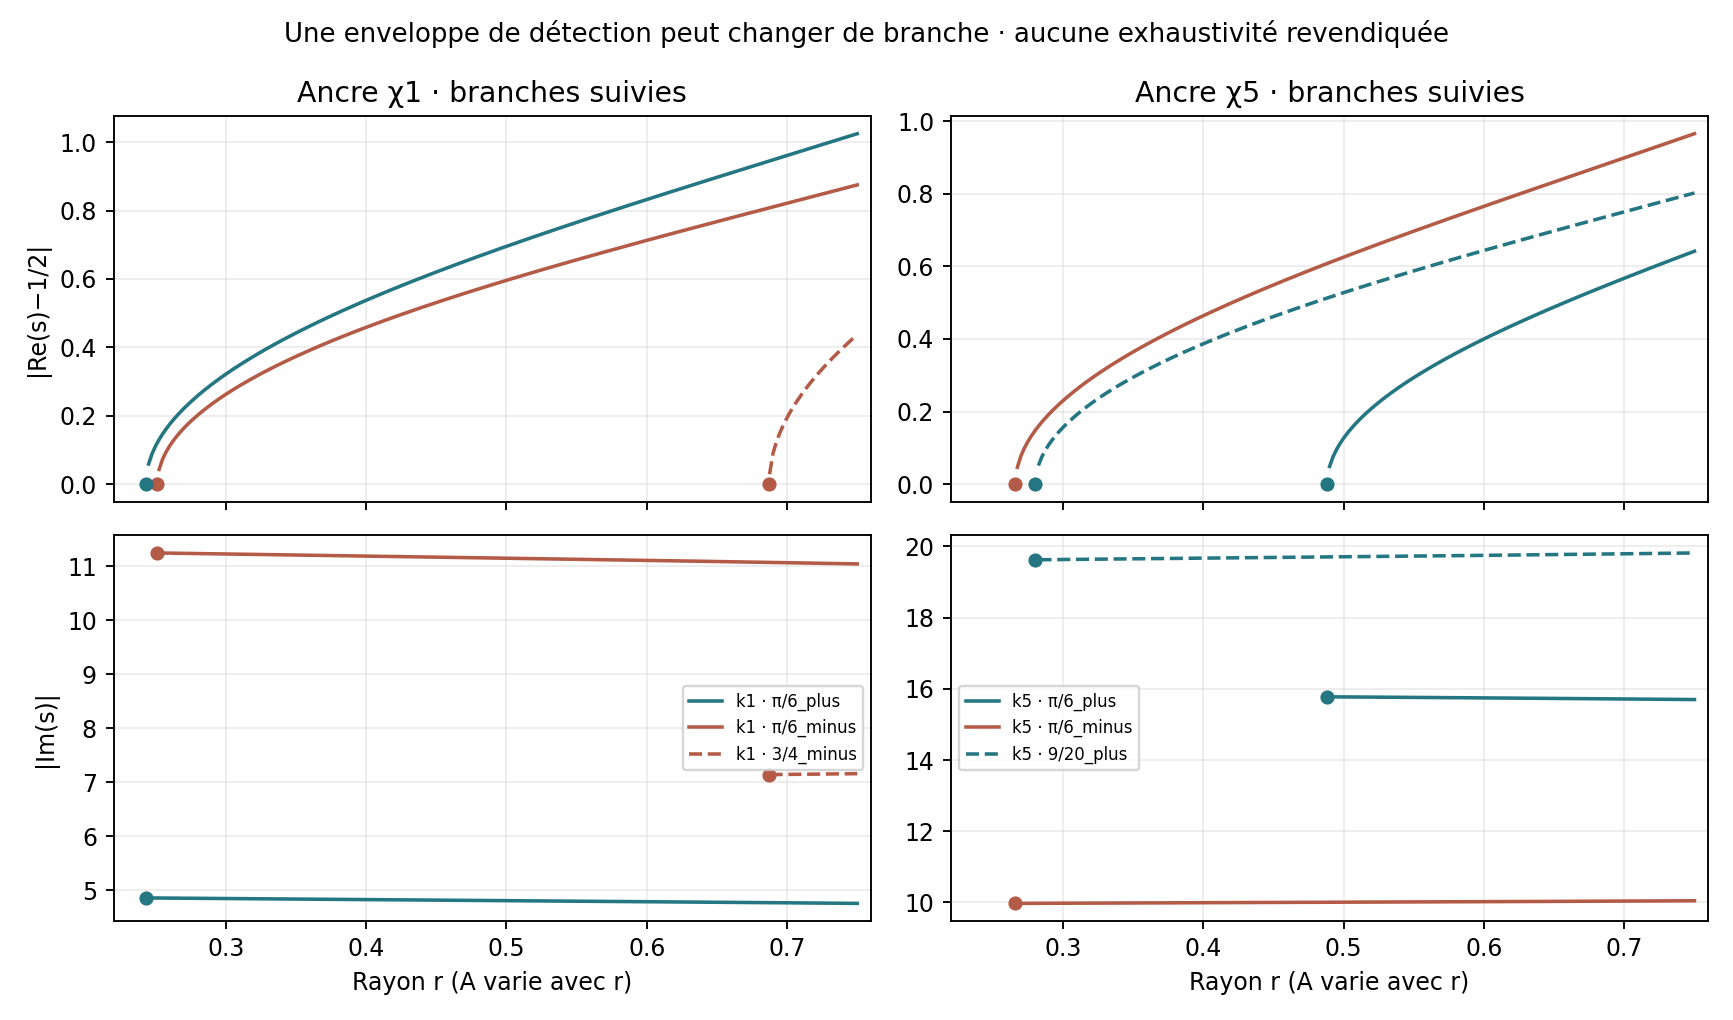 Une enveloppe de détection peut changer de branche · aucune exhaustivité revendiquée
Ancre χ1 · branches suivies
|Re(s)−1/2|
1.0
0.8
0.6
0.4
0.2
0.0
Ancre χ5 · branches suivies
1.0
0.8
0.6
0.4
0.2
0.0
|Im(s)|
11
10
9
8
7
6
5
k1 · π/6_plus
k1 · π/6_minus
k1 · 3/4_minus
0.3 0.4 0.5 0.6 0.7
Rayon r (A varie avec r)
20
18
16
14
12
10
k5 · π/6_plus
k5 · π/6_minus
k5 · 9/20_plus
0.3 0.4 0.5 0.6 0.7
Rayon r (A varie avec r)